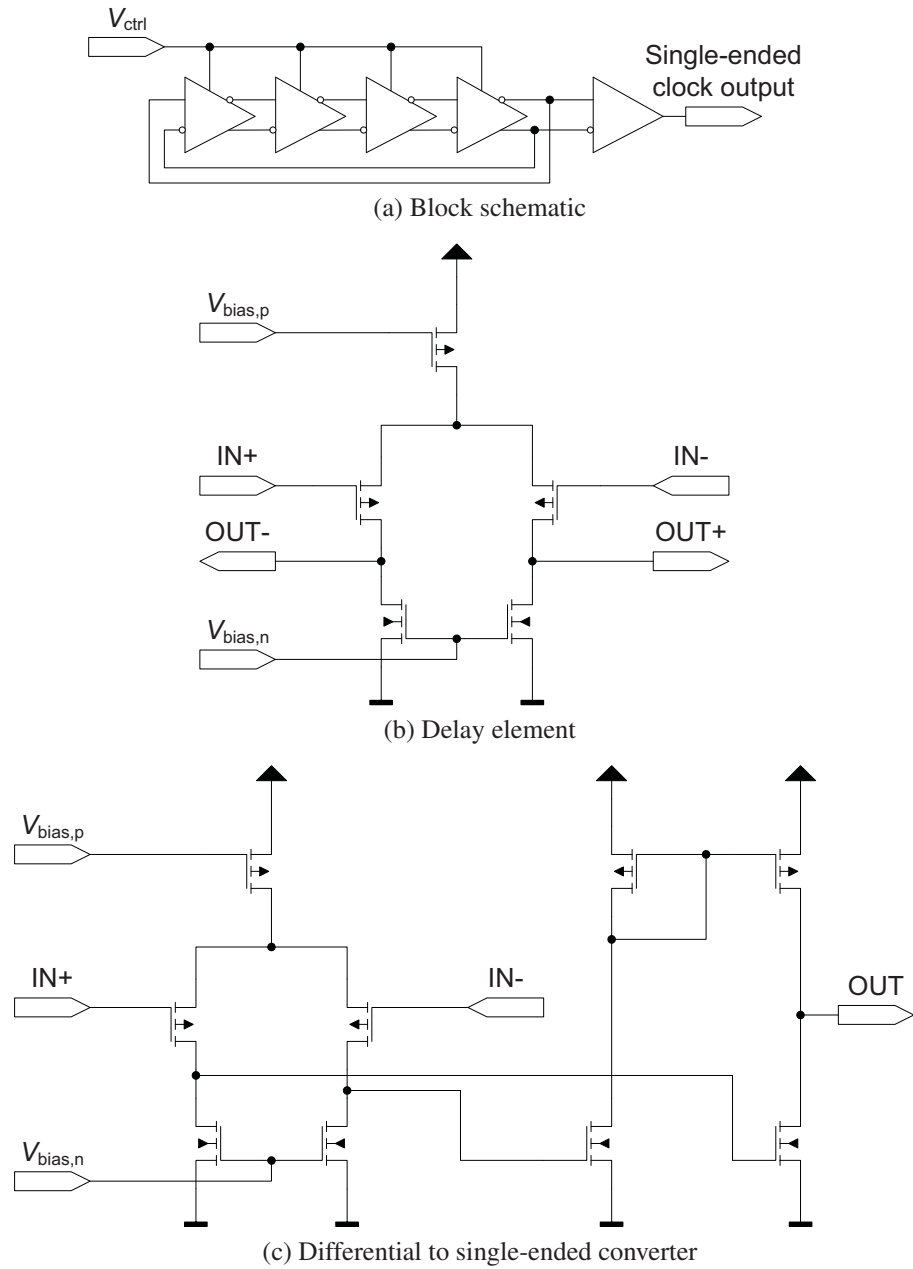 Vctrl
Single-ended
clock output
(a) Block schematic
Vbias,p
IN+
IN-
OUT-
OUT+
Vbias,n
(b) Delay element
Vbias,p
IN+
IN-
OUT
Vbias,n
(c) Differential to single-ended converter